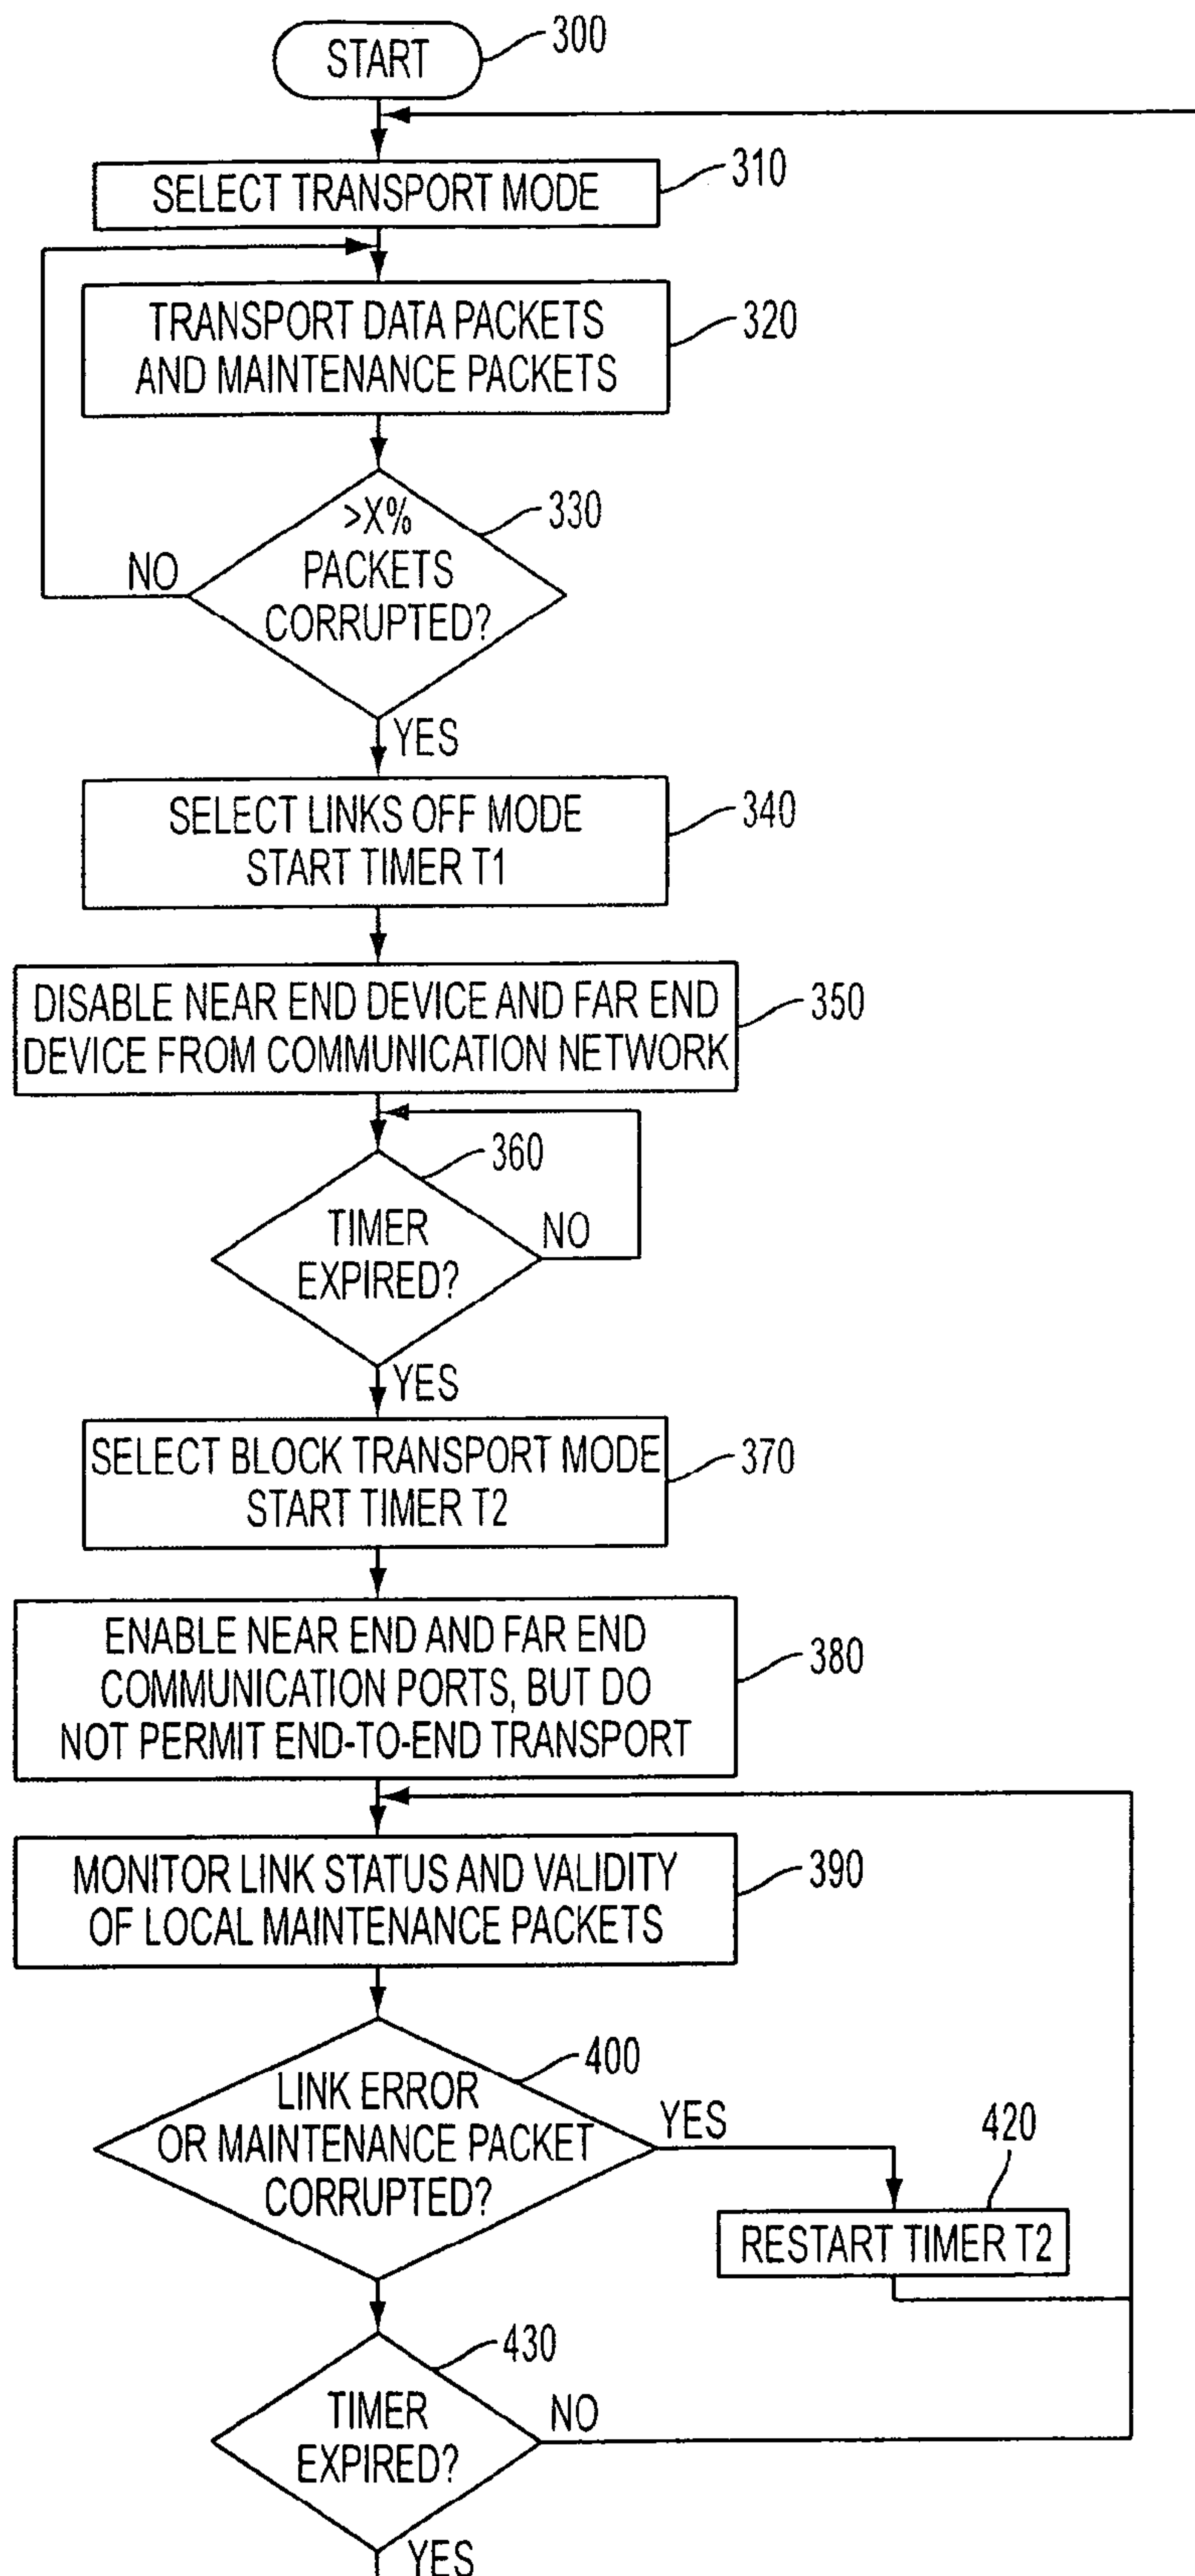 START
300
SELECT TRANSPORT MODE
310
TRANSPORT DATA PACKETS
AND MAINTENANCE PACKETS
320
>X%
PACKETS
CORRUPTED?
330
NO
YES
SELECT LINKS OFF MODE
START TIMER T1
340
DISABLE NEAR END DEVICE AND FAR END
DEVICE FROM COMMUNICATION NETWORK
350
360
TIMER
EXPIRED?
NO
YES
SELECT BLOCK TRANSPORT MODE
START TIMER T2
370
ENABLE NEAR END AND FAR END
COMMUNICATION PORTS, BUT DO
NOT PERMIT END-TO-END TRANSPORT
380
MONITOR LINK STATUS AND VALIDITY
OF LOCAL MAINTENANCE PACKETS
390
400
LINK ERROR
OR MAINTENANCE PACKET
CORRUPTED?
YES
420
RESTART TIMER T2
430
TIMER
EXPIRED?
NO
YES